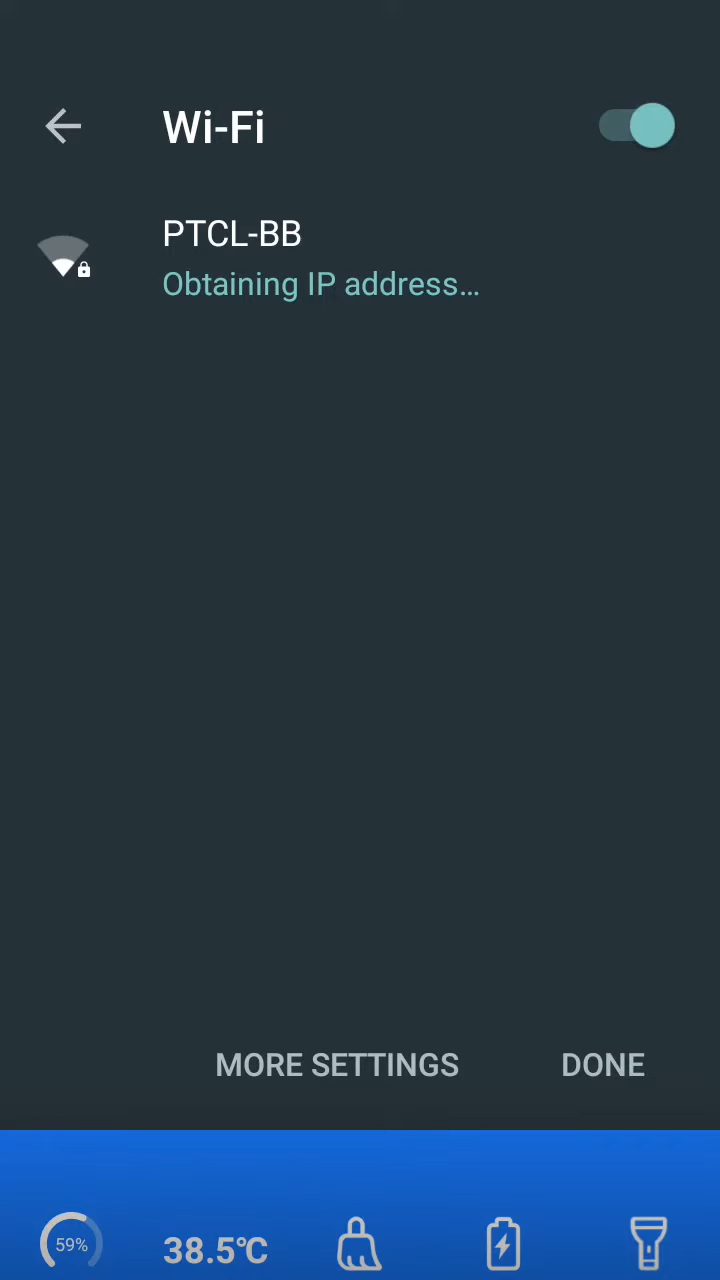 Wi-Fi
PTCL-BB
Obtaining IP address…
MORE SETTINGS
DONE
59%
38.5℃